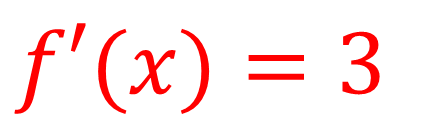 f′(x) = 3